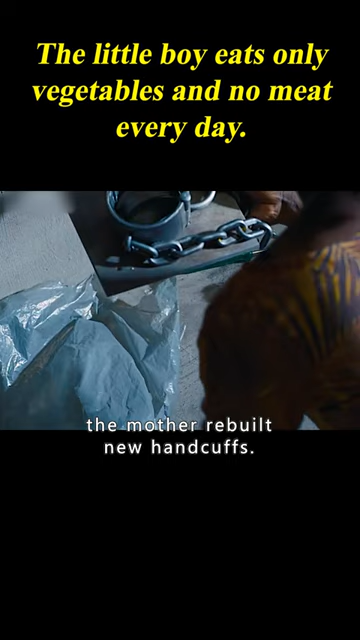 The little boy eats only
vegetables and no meat
every day.
the mother rebuilt
new handcuffs.